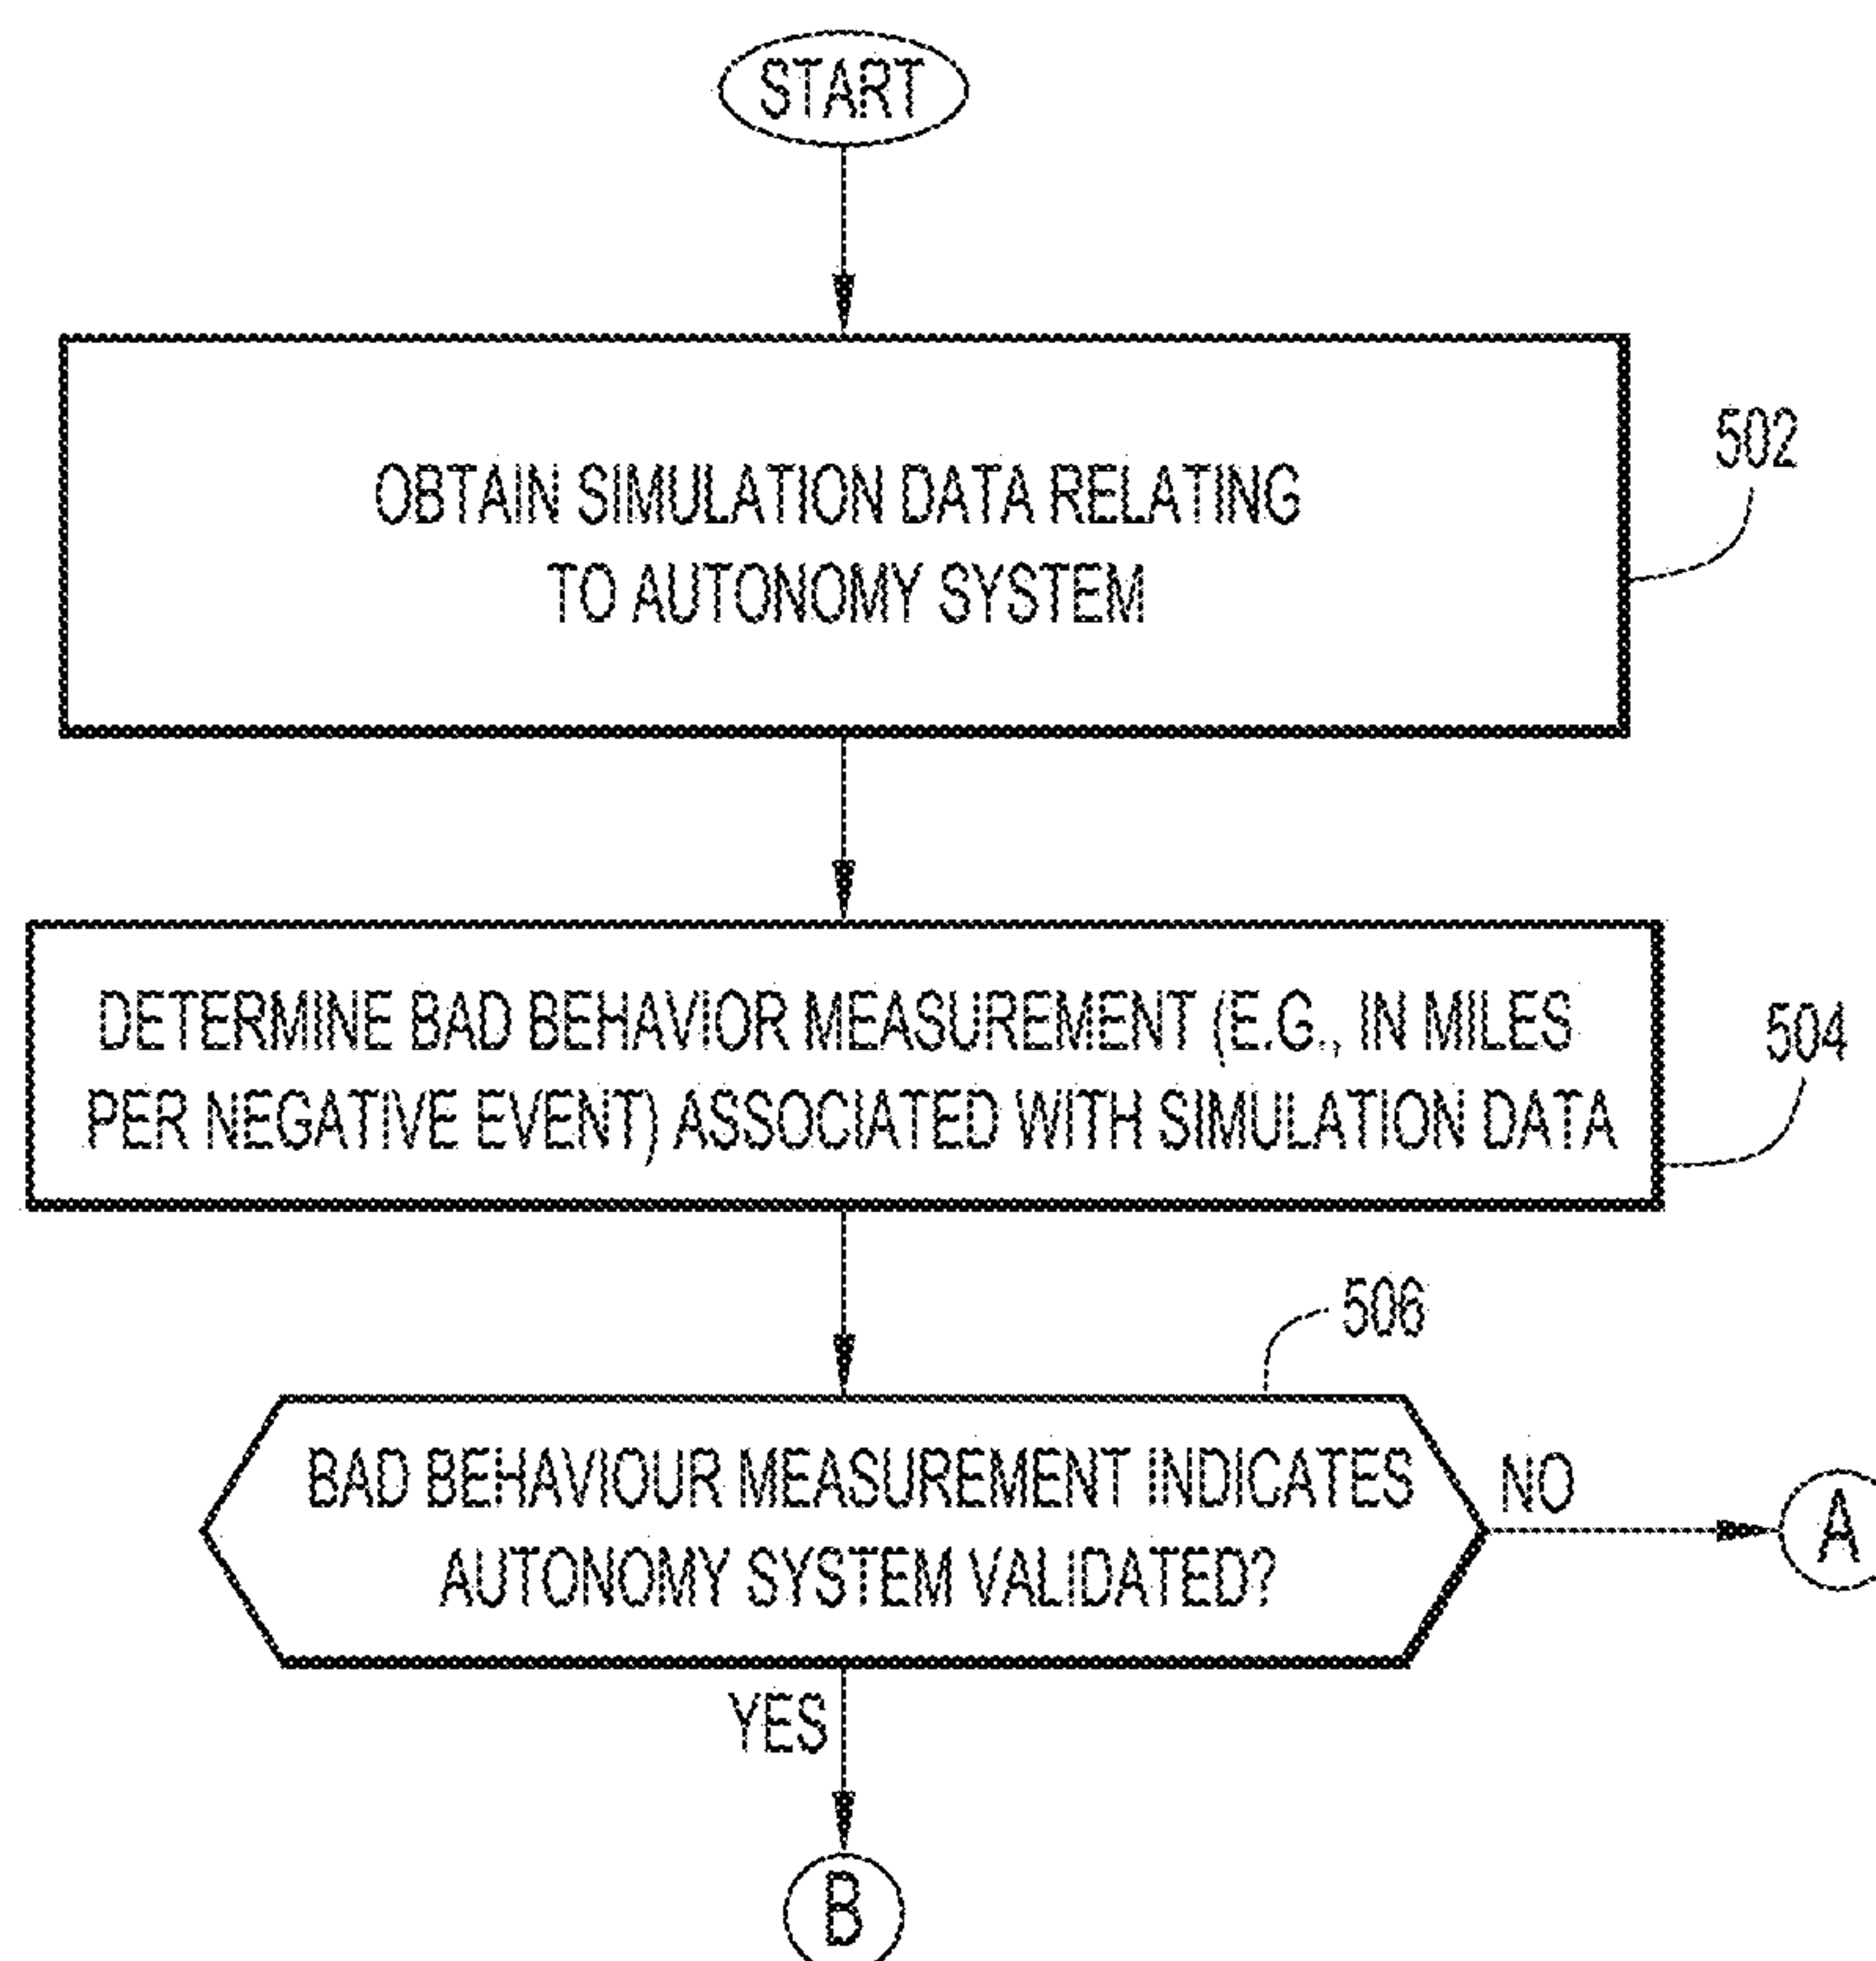 START
OBTAIN SIMULATION DATA RELATING
TO AUTONOMY SYSTEM
502
DETERMINE BAD BEHAVIOR MEASUREMENT (E.G., IN MILES
PER NEGATIVE EVENT) ASSOCIATED WITH SIMULATION DATA
504
506
BAD BEHAVIOUR MEASUREMENT INDICATES
AUTONOMY SYSTEM VALIDATED?
NO
A
YES
B